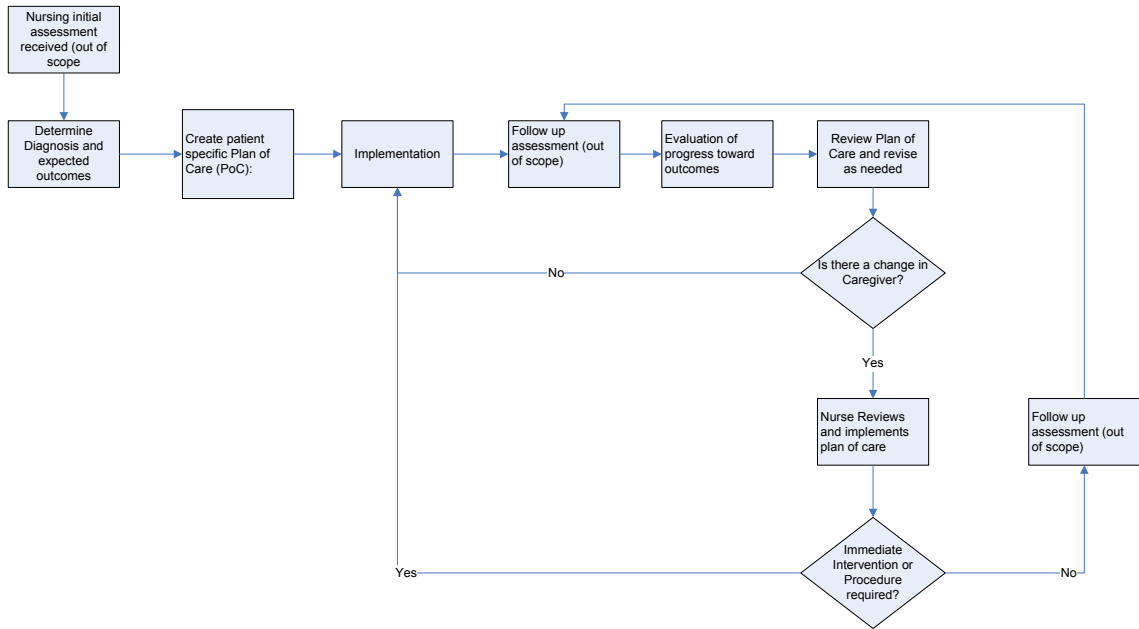 Nursing initial
assessment
received (out of
scope
Determine
Diagnosis and
expected
outcomes
Create patient
specific Plan of
Care (PoC):
Implementation
Follow up
assessment (out
of scope)
Evaluation of
progress toward
outcomes
Review Plan of
Care and revise
as needed
Is there a change in
Caregiver?
No
Yes
Nurse Reviews
and implements
plan of care
Follow up
assessment (out
of scope)
Immediate
Intervention or
Procedure
required?
Yes
No